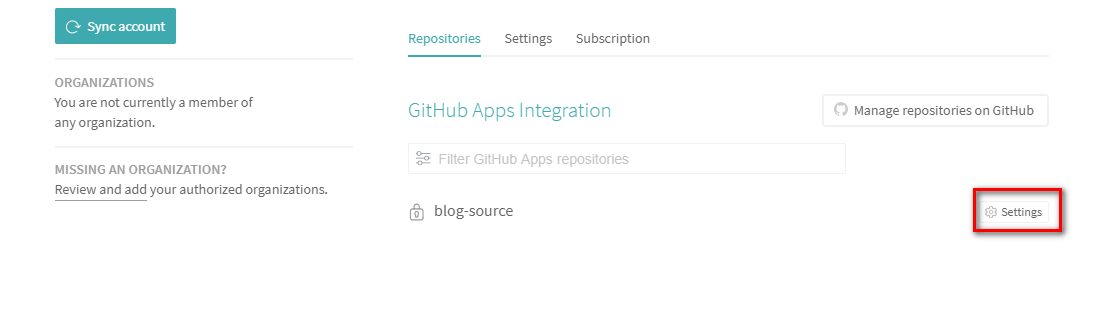 Sync account
ORGANIZATIONS
You are not currently a member of
any organization.
MISSING AN ORGANIZATION?
Review and add your authorized organizations.
Repositories Settings Subscription
GitHub Apps Integration
Manage repositories on GitHub
Filter GitHub Apps repositories
blog-source
Settings